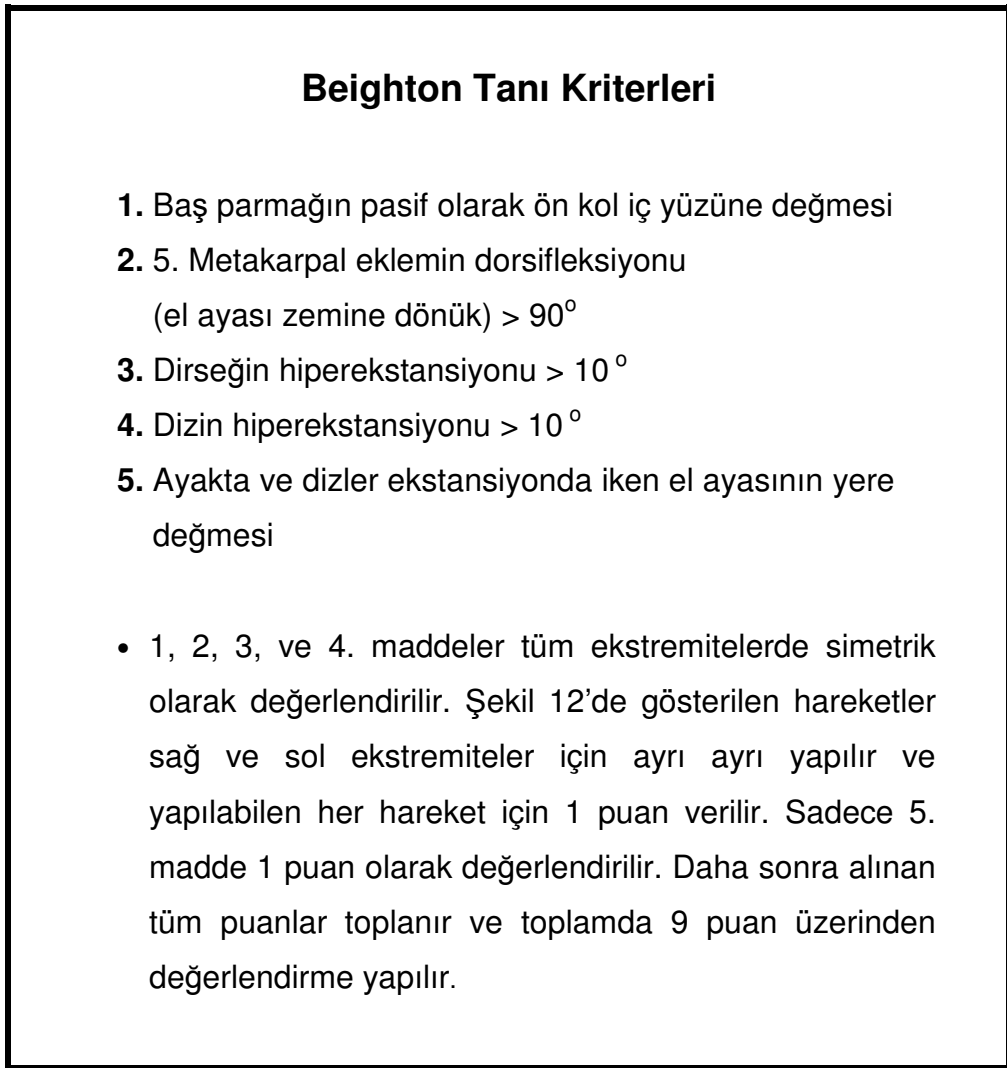 Beighton Tanı Kriterleri
1. Baş parmağın pasif olarak ön kol iç yüzüne değmesi
2. 5. Metakarpal eklemin dorsifleksiyonu
(el ayası zemine dönük) > 90°
3. Dirseğin hiperekstansiyonu > 10 °
4. Dizin hiperekstansiyonu > 10 °
5. Ayakta ve dizler ekstansiyonda iken el ayasının yere
değmesi
• 1, 2, 3, ve 4. maddeler tüm ekstremitelerde simetrik
olarak değerlendirilir. Şekil 12’de gösterilen hareketler
sağ ve sol ekstremiteler için ayrı ayrı yapılır ve
yapılabilen her hareket için 1 puan verilir. Sadece 5.
madde 1 puan olarak değerlendirilir. Daha sonra alınan
tüm puanlar toplanır ve toplamda 9 puan üzerinden
değerlendirme yapılır.